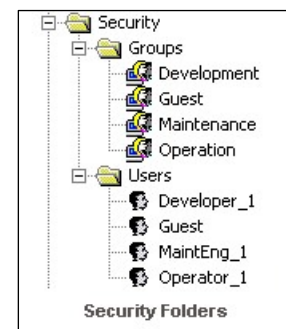 Security
Groups
Development
Guest
Maintenance
Operation
Users
Developer_1
Guest
MaintEng_1
Operator_1
Security Folders